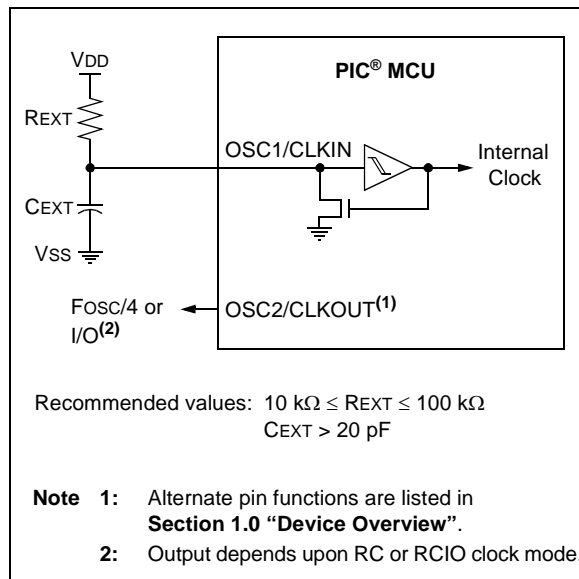 VDD
PIC® MCU
REXT
OSC1/CLKIN
Internal
Clock
CEXT
VSS
FOSC/4 or
I/O(2)
OSC2/CLKOUT(1)
Recommended values: 10 kΩ ≤ REXT ≤ 100 kΩ
CEXT > 20 pF
Note 1: Alternate pin functions are listed in
Section 1.0 “Device Overview”.
2: Output depends upon RC or RCIO clock mode.